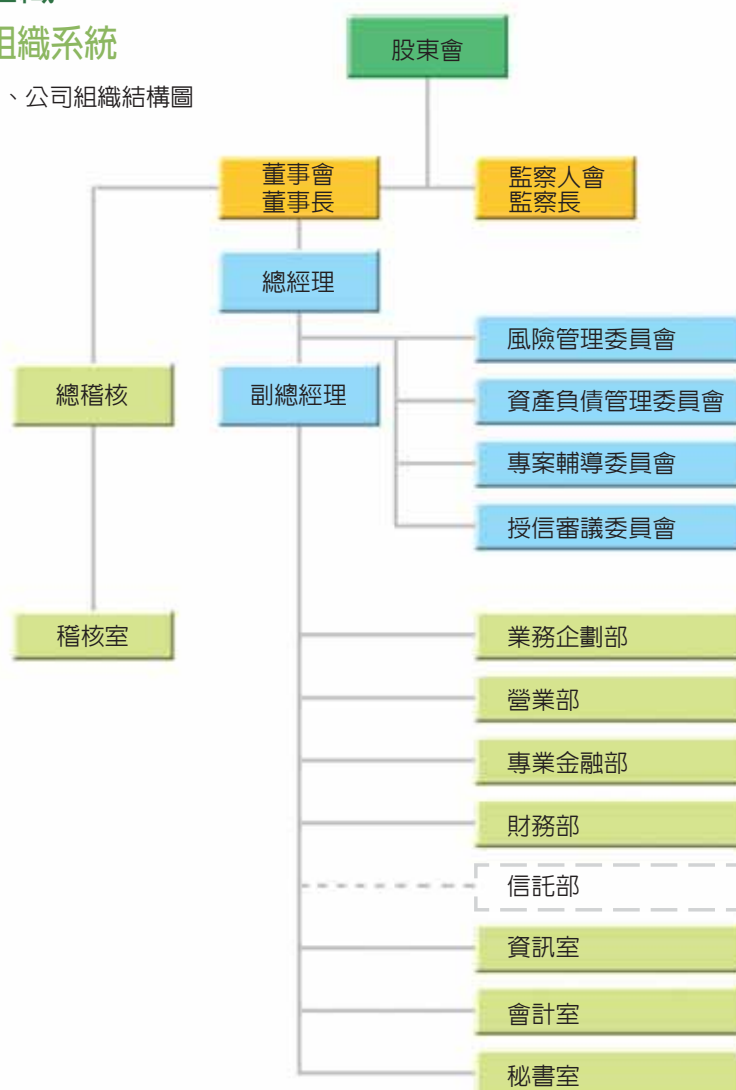 組織系統
、公司組織結構圖
股東會
董事會
董事長
監察人會
監察長
總經理
風險管理委員會
總稽核
副總經理
資產負債管理委員會
專案輔導委員會
授信審議委員會
稽核室
業務企劃部
營業部
專業金融部
財務部
信託部
資訊室
會計室
秘書室